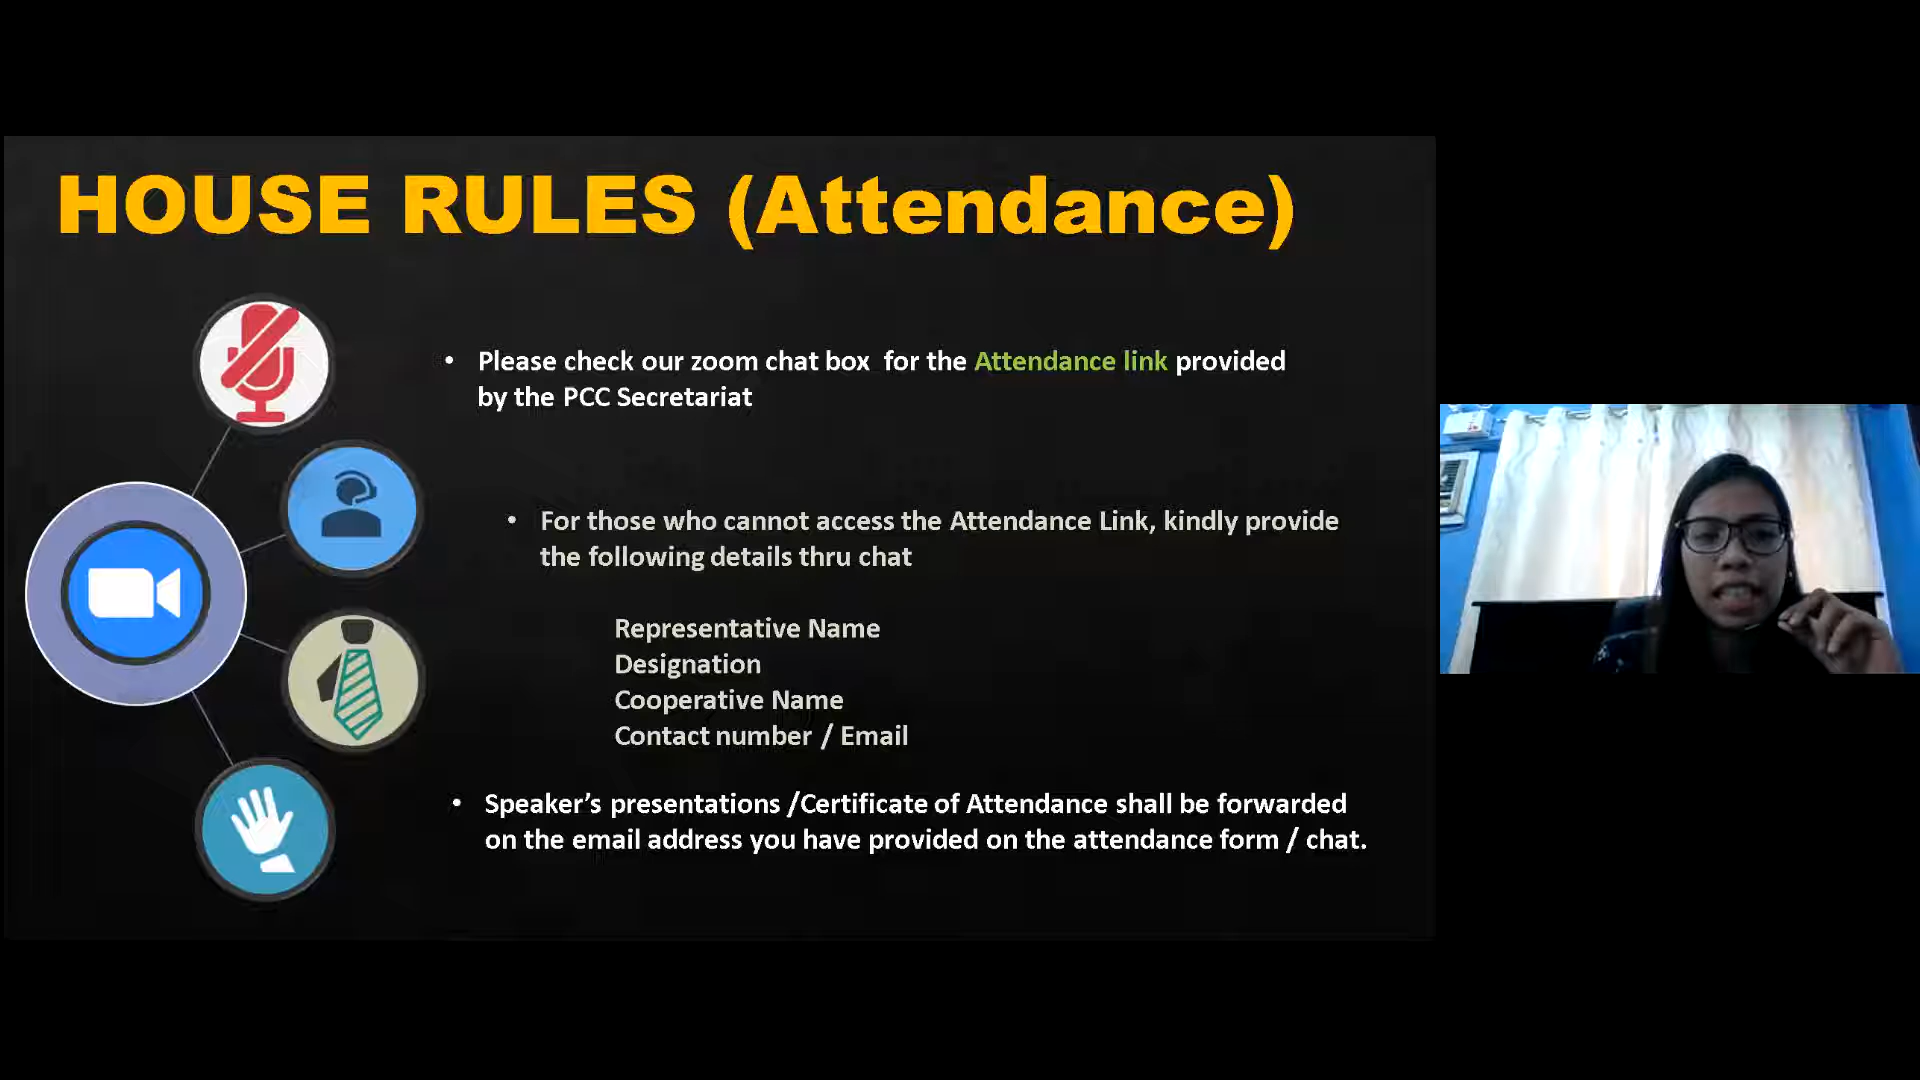 HOUSE RULES (Attendance)
• Please check our zoom chat box for the Attendance link provided
by the PCC Secretariat
• For those who cannot access the Attendance Link, kindly provide
the following details thru chat
Representative Name
Designation
Cooperative Name
Contact number / Email
• Speaker’s presentations /Certificate of Attendance shall be forwarded
on the email address you have provided on the attendance form / chat.